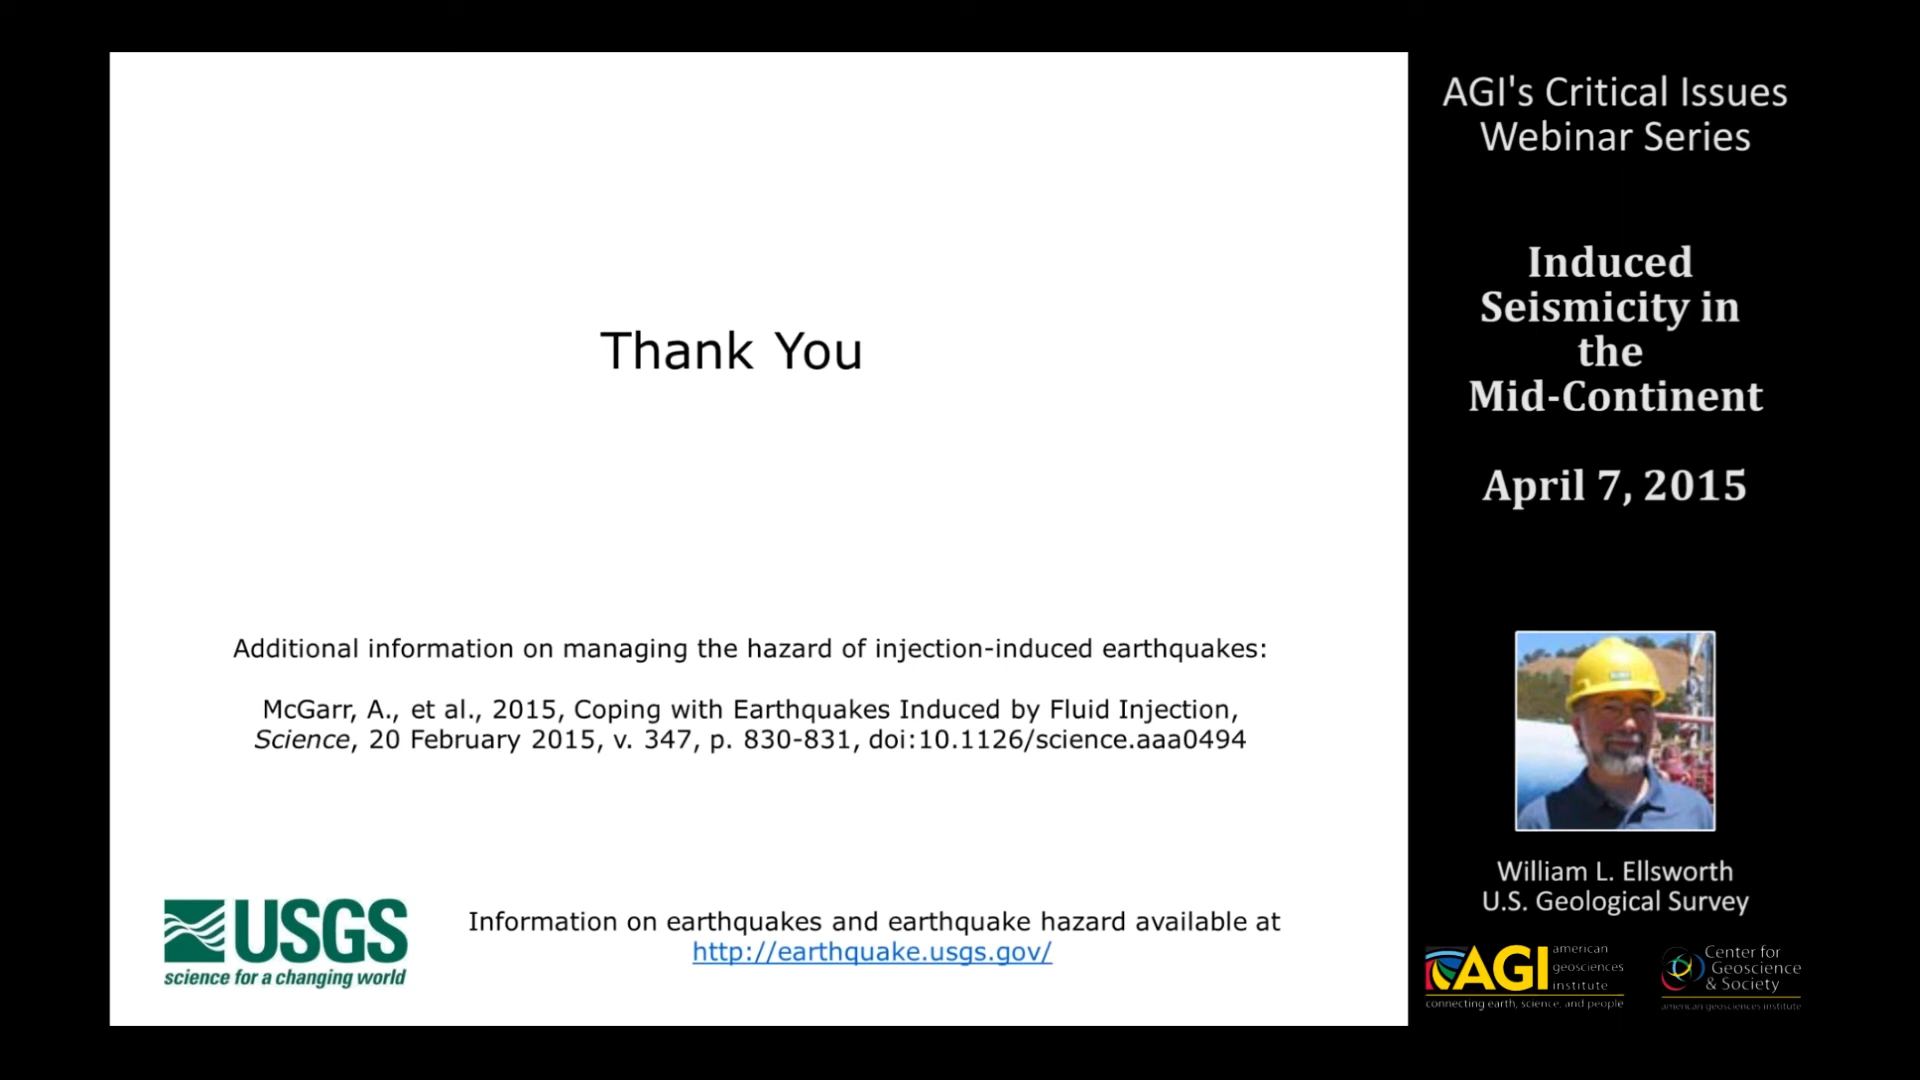 Thank You
Additional information on managing the hazard of injection-induced earthquakes:
McGarr, A., et al., 2015, Coping with Earthquakes Induced by Fluid Injection,
Science, 20 February 2015, v. 347, p. 830-831, doi:10.1126/science.aaa0494
USGS
science for a changing world
Information on earthquakes and earthquake hazard available at
http://earthquake.usgs.gov/
AGI's Critical Issues
Webinar Series
Induced
Seismicity in
the
Mid-Continent
April 7, 2015
William L. Ellsworth
U.S. Geological Survey
AGI
american
geosciences
institute
connecting earth, science, and people
Center for
Geoscience
& Society
american geosciences institute